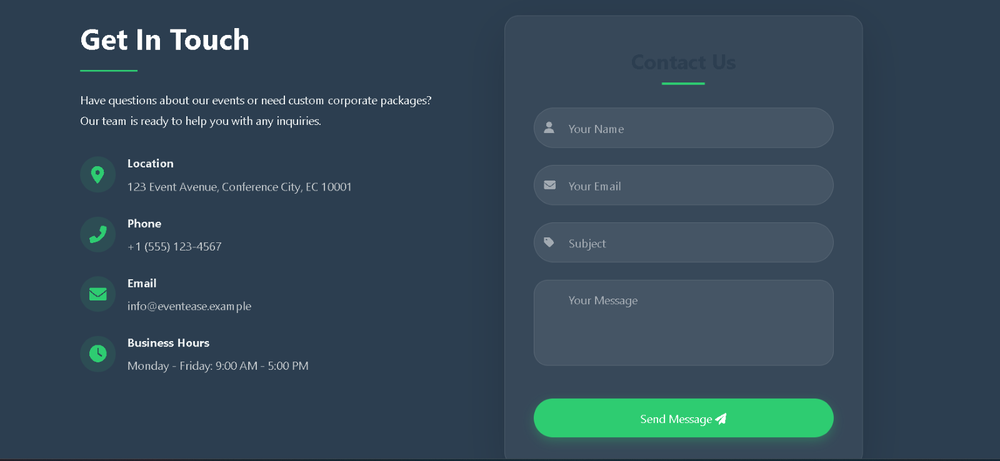 Get In Touch
Have questions about our events or need custom corporate packages?
Our team is ready to help you with any inquiries.
Location
123 Event Avenue, Conference City, EC 10001
Phone
+1 (555) 123-4567
Email
info@eventease.example
Business Hours
Monday - Friday: 9:00 AM - 5:00 PM
Contact Us
Your Name
Your Email
Subject
Your Message
Send Message